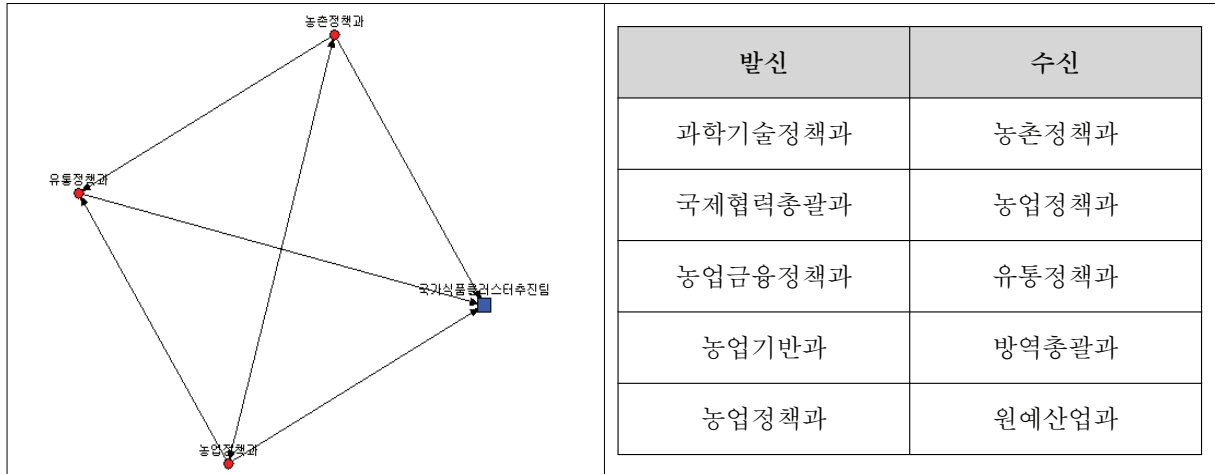 농촌정책과
유통정책과
국가식품클러스터추진팀
농업정책과
발신 수신
과학기술정책과 농촌정책과
국제협력총괄과 농업정책과
농업금융정책과 유통정책과
농업기반과 방역총괄과
농업정책과 원예산업과